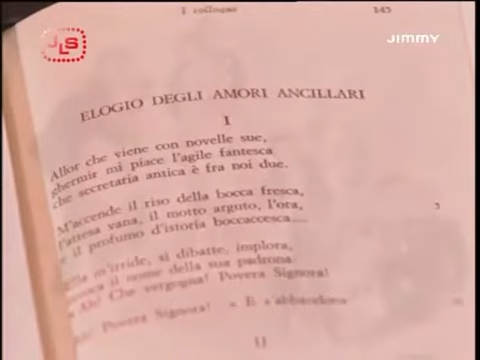 I colloqui 145
JLS
JIMMY
ELOGIO DEGLI AMORI ANCILLARI
I
Allor che viene con novelle sue,
ghermir mi piace l'agile fantesca
che secretaria antica è fra noi due.
M'accende il riso della bocca fresca,
l'attesa vana, il motto arguto, l'ora,
e il profumo d'istoria boccaccesca....
5
m'irride, si dibatte, implora,
il nome della sua padrona
Ah! Che vergogna! Povera Signora!
Povera Signora! » E s'abbandona
II